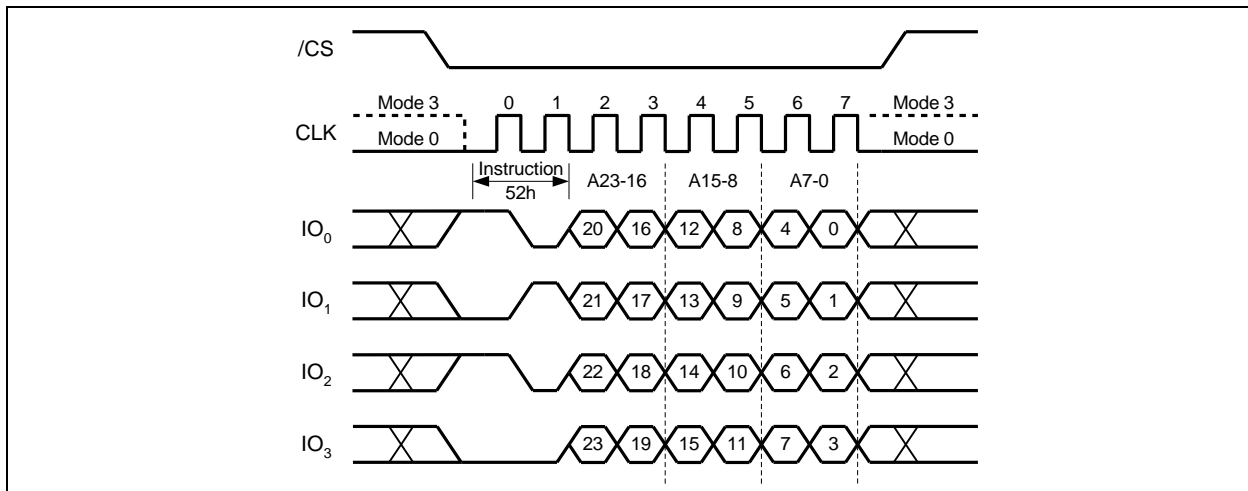 /CS
Mode 3 0 1 2 3 4 5 6 7 Mode 3
CLK
Mode 0 Mode 0
Instruction
52h
A23-16 A15-8 A7-0
IO0 20 16 12 8 4 0
IO1 21 17 13 9 5 1
IO2 22 18 14 10 6 2
IO3 23 19 15 11 7 3